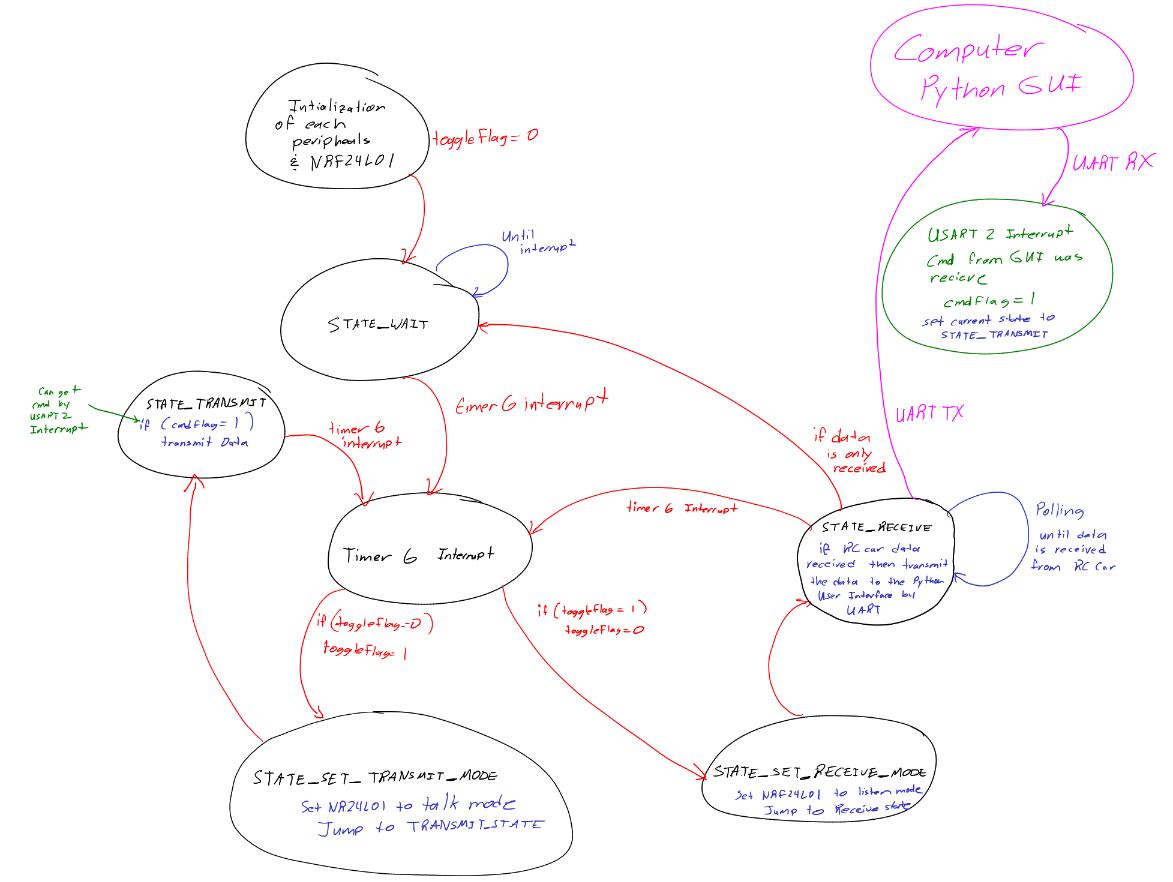 Computer
Python GUI
Intialization
of each
peripheals
& NRF24L01
toggleFlag = 0
UART RX
Until
interrupt
USART 2 Interrupt
Cmd from GUI was
recieve
cmdFlag = 1
set current state to
STATE_TRANSMIT
STATE_WAIT
Can get
cmd by
USART2
Interrupt
STATE_TRANSMIT
if (cmdFlag = 1)
transmit Data
timer 6
interrupt
timer 6 interrupt
UART TX
if data
is only
received
timer 6 Interrupt
STATE_RECEIVE
if RC car data
received then transmit
the data to the Python
User Interface by
UART
Polling
until data
is received
from RC Car
Timer 6 Interrupt
if (toggleFlag=0)
toggleFlag= 1
if (toggleFlag = 1)
toggleFlag=0
STATE_SET_TRANSMIT_MODE
Set NR24L01 to talk mode
Jump to TRANSMIT_STATE
STATE_SET_RECEIVE_MODE
Set NRF24L01 to listen mode
Jump to Receive state